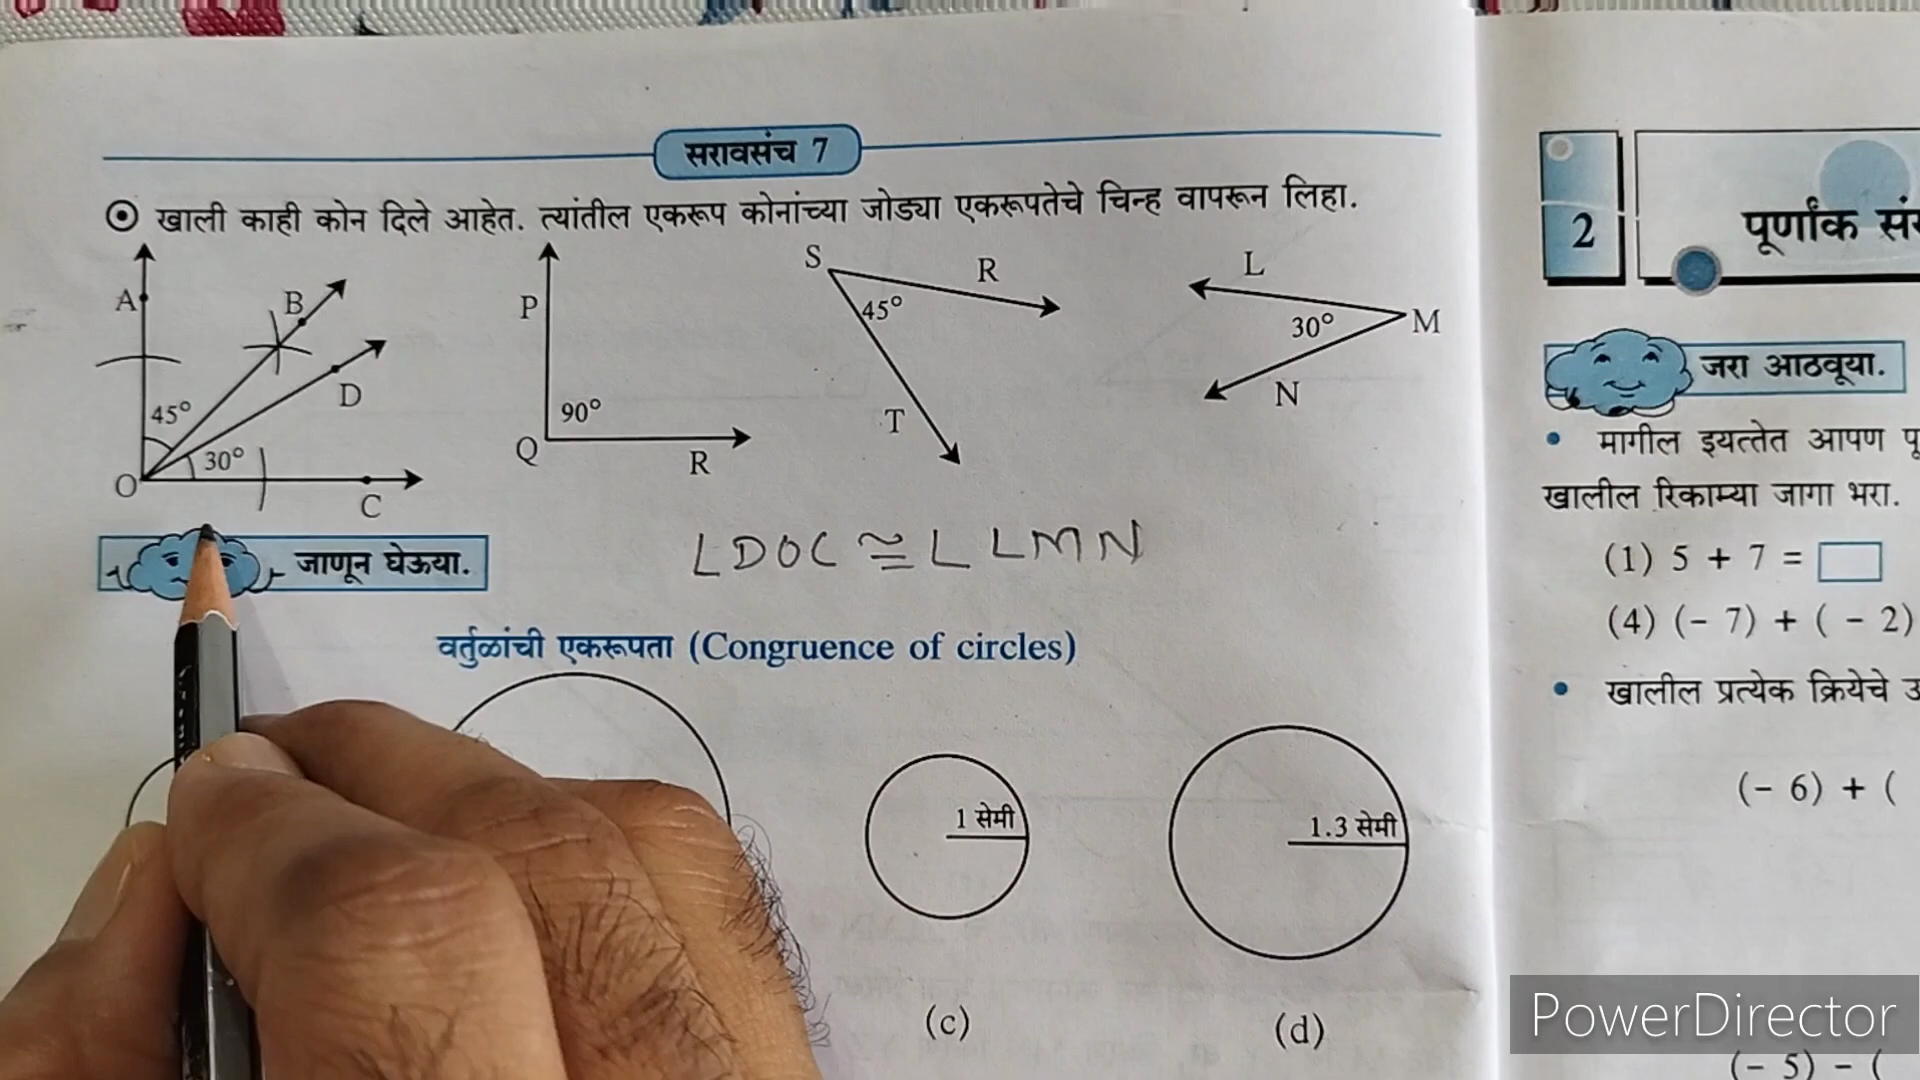 सरावसंच 7
⊙ खाली काही कोन दिले आहेत. त्यांतील एकरूप कोनांच्या जोड्या एकरूपतेचे चिन्ह वापरून लिहा.
A
B
D
45°
30°
O
C
P
90°
Q
R
S
R
45°
T
L
30°
M
N
∠DOC ≅ ∠LMN
जाणून घेऊया.
वर्तुळांची एकरूपता (Congruence of circles)
1 सेमी
1.3 सेमी
(c)
(d)
2
पूर्णांक
जरा आठवूया.
• मागील इयत्तेत आपण
खालील रिकाम्या जागा भरा.
(1) 5 + 7 =
(4) (- 7) + ( - 2)
• खालील प्रत्येक क्रियेचे
(- 6) + (
(- 5) - (
PowerDirector